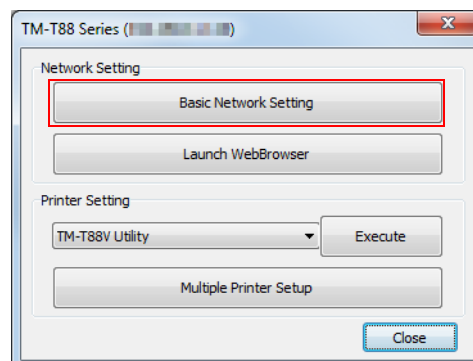 TM-T88 Series (
Network Setting
Basic Network Setting
Launch WebBrowser
Printer Setting
TM-T88V Utility Execute
Multiple Printer Setup
Close